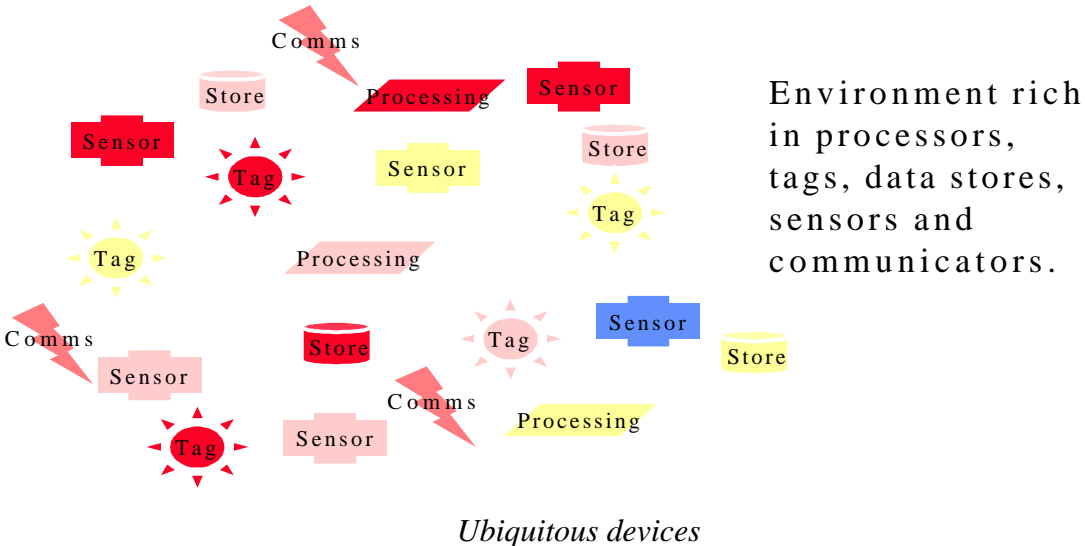 Comms
Store
Processing
Sensor
Sensor
Tag
Sensor
Store
Tag
Tag
Processing
Comms
Sensor
Store
Tag
Sensor
Store
Comms
Processing
Tag
Sensor
Environment rich
in processors,
tags, data stores,
sensors and
communicators.
Ubiquitous devices